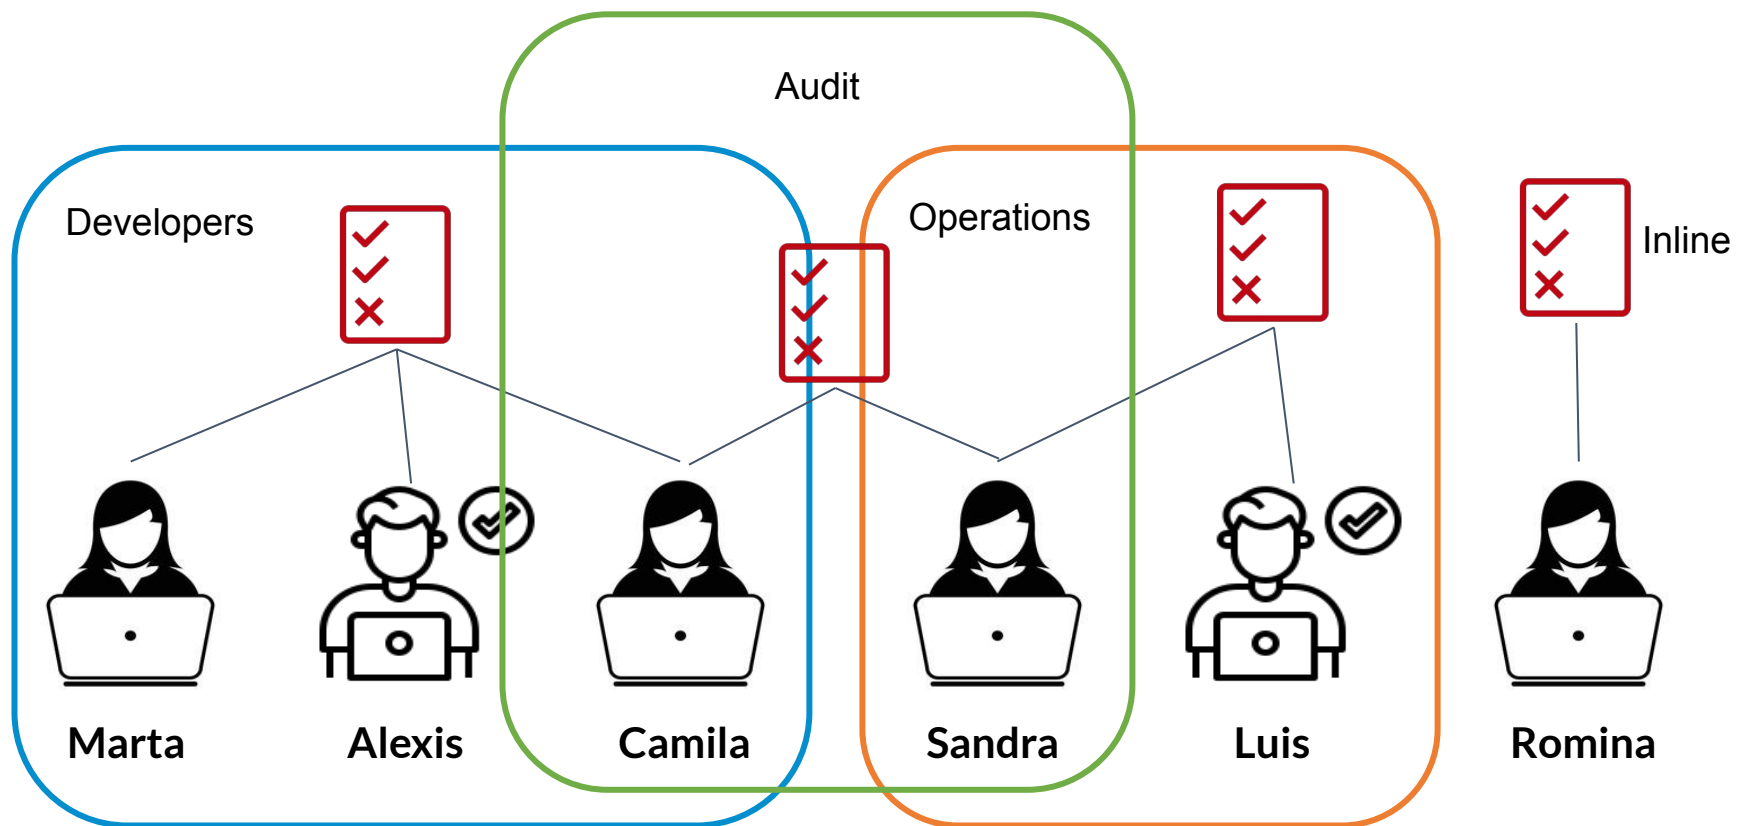 Audit
Developers
Operations
Inline
Marta
Alexis
Camila
Sandra
Luis
Romina